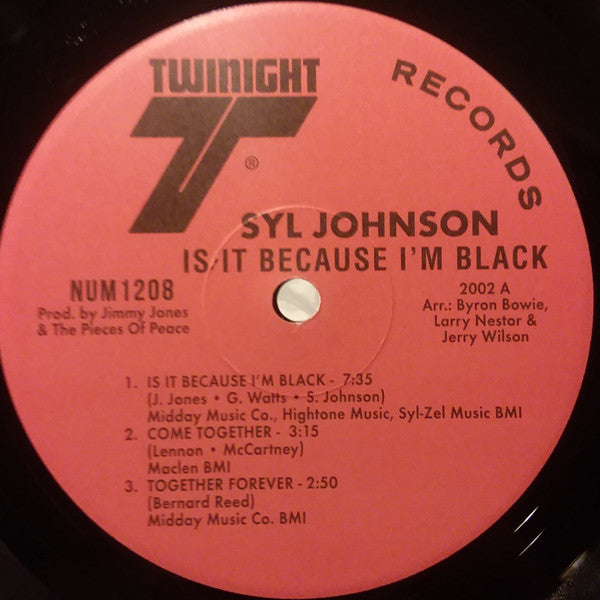 TWINIGHT
T®
RECORDS
SYL JOHNSON
IS IT BECAUSE I'M BLACK
NUM1208
Prod. by Jimmy Jones
& The Pieces Of Peace
2002 A
Arr.: Byron Bowie,
Larry Nestor &
Jerry Wilson
1. IS IT BECAUSE I'M BLACK - 7:35
(J. Jones • G. Watts • S. Johnson)
Midday Music Co., Hightone Music, Syl-Zel Music BMI
2. COME TOGETHER - 3:15
(Lennon • McCartney)
Maclen BMI
3. TOGETHER FOREVER - 2:50
(Bernard Reed)
Midday Music Co. BMI